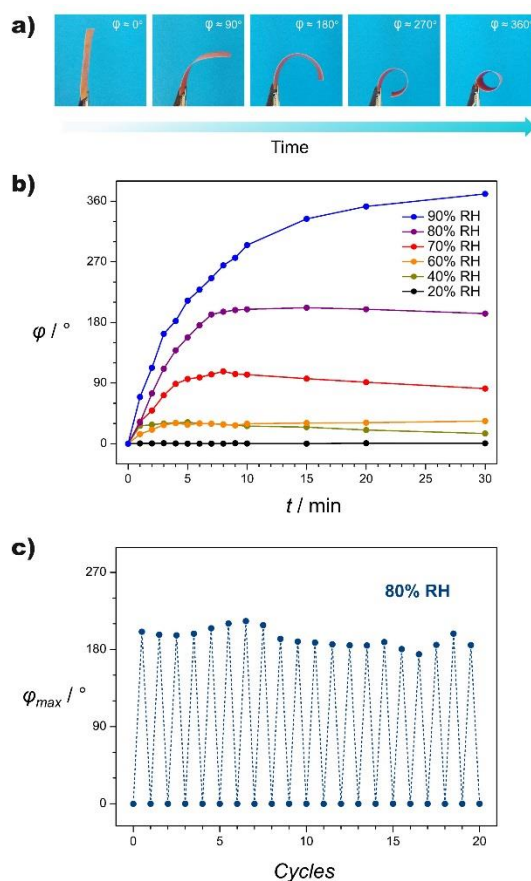 a)
φ ≈ 0° φ ≈ 90° φ ≈ 180° φ ≈ 270° φ ≈ 360°
Time
b)
360
270
180
90
0
φ / °
90% RH
80% RH
70% RH
60% RH
40% RH
20% RH
0 5 10 15 20 25 30
t / min
c)
270
180
90
0
φmax / °
80% RH
0 5 10 15 20
Cycles